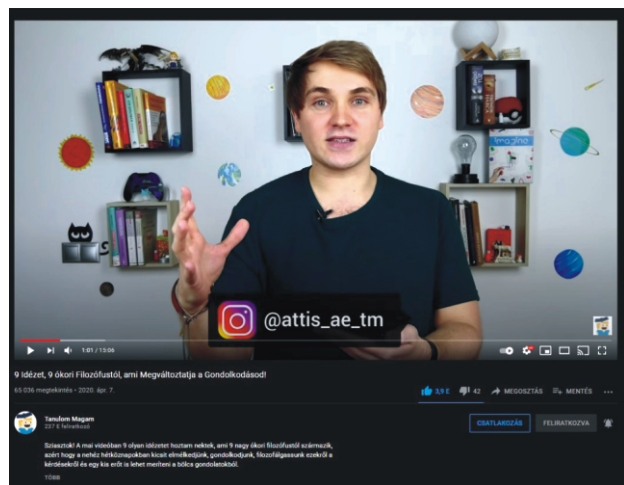 imagine
@attis_ae_tm
1:01 / 13:06
9 Idézet, 9 ókori Filozófustól, ami Megváltoztatja a Gondolkodásod!
65 036 megtekintés • 2020. ápr. 7.
3,9 E 42 MEGOSZTÁS MENTÉS
Tanulom Magam
207 E feliratkozó
CSATLAKOZÁS FELIRATKOZVA
Sziasztok! A mai videóban 9 olyan idézetet hoztam nektek, ami 9 nagy ókori filozófustól származik,
azért hogy a nehéz hétköznapokban kicsit elmélkedjünk, gondolkodjunk, filozófálgassunk ezekről a
kérdésekről és egy kis erőt is lehet meríteni a bölcs gondolatokból.
TÖBB